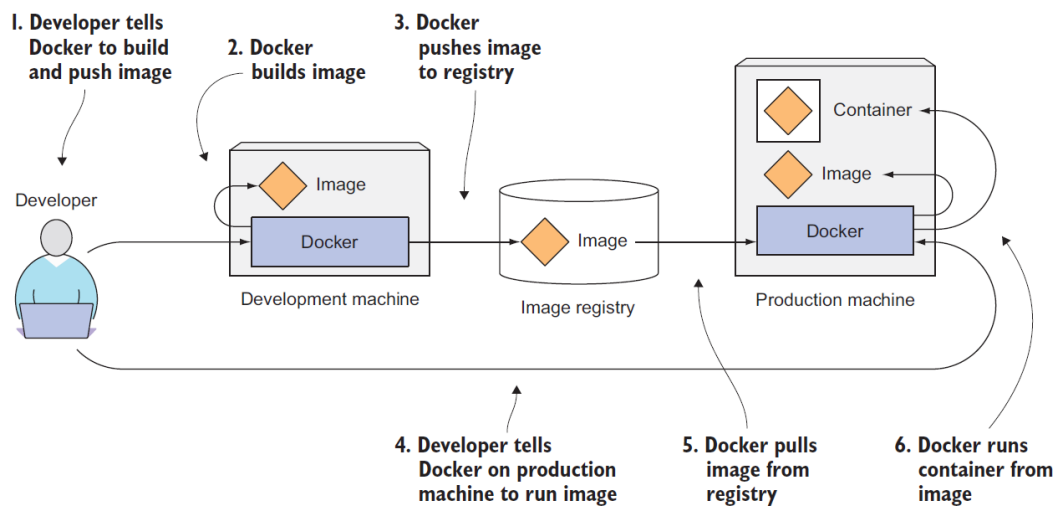 1. Developer tells
Docker to build
and push image
2. Docker
builds image
3. Docker
pushes image
to registry
Developer
Image
Docker
Development machine
Image
Image registry
Container
Image
Docker
Production machine
4. Developer tells
Docker on production
machine to run image
5. Docker pulls
image from
registry
6. Docker runs
container from
image